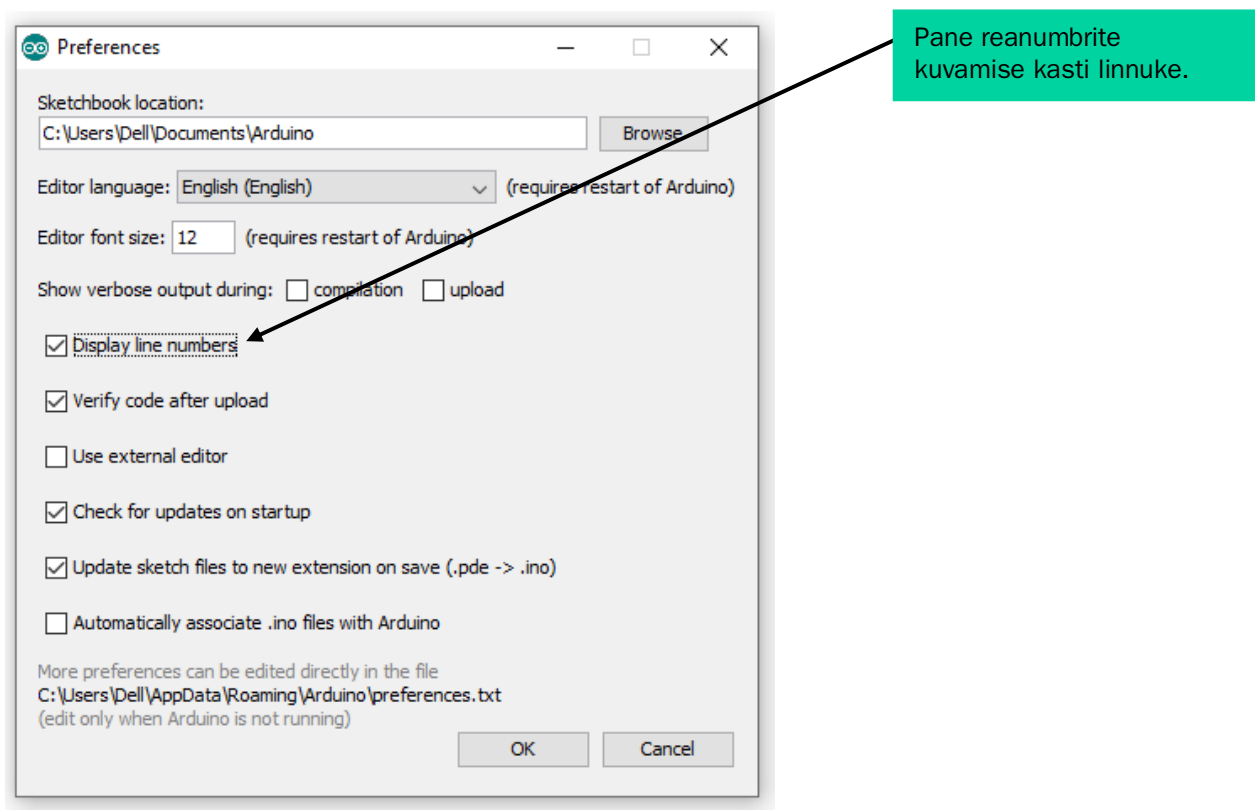 Preferences
Pane reanumbrite
kuvamise kasti linnuke.
Sketchbook location:
C:\Users\Dell\Documents\Arduino
Browse
Editor language: English (English) (requires restart of Arduino)
Editor font size: 12 (requires restart of Arduino)
Show verbose output during: compilation upload
Display line numbers
Verify code after upload
Use external editor
Check for updates on startup
Update sketch files to new extension on save (.pde -> .ino)
Automatically associate .ino files with Arduino
More preferences can be edited directly in the file
C:\Users\Dell\AppData\Roaming\Arduino\preferences.txt
(edit only when Arduino is not running)
OK Cancel